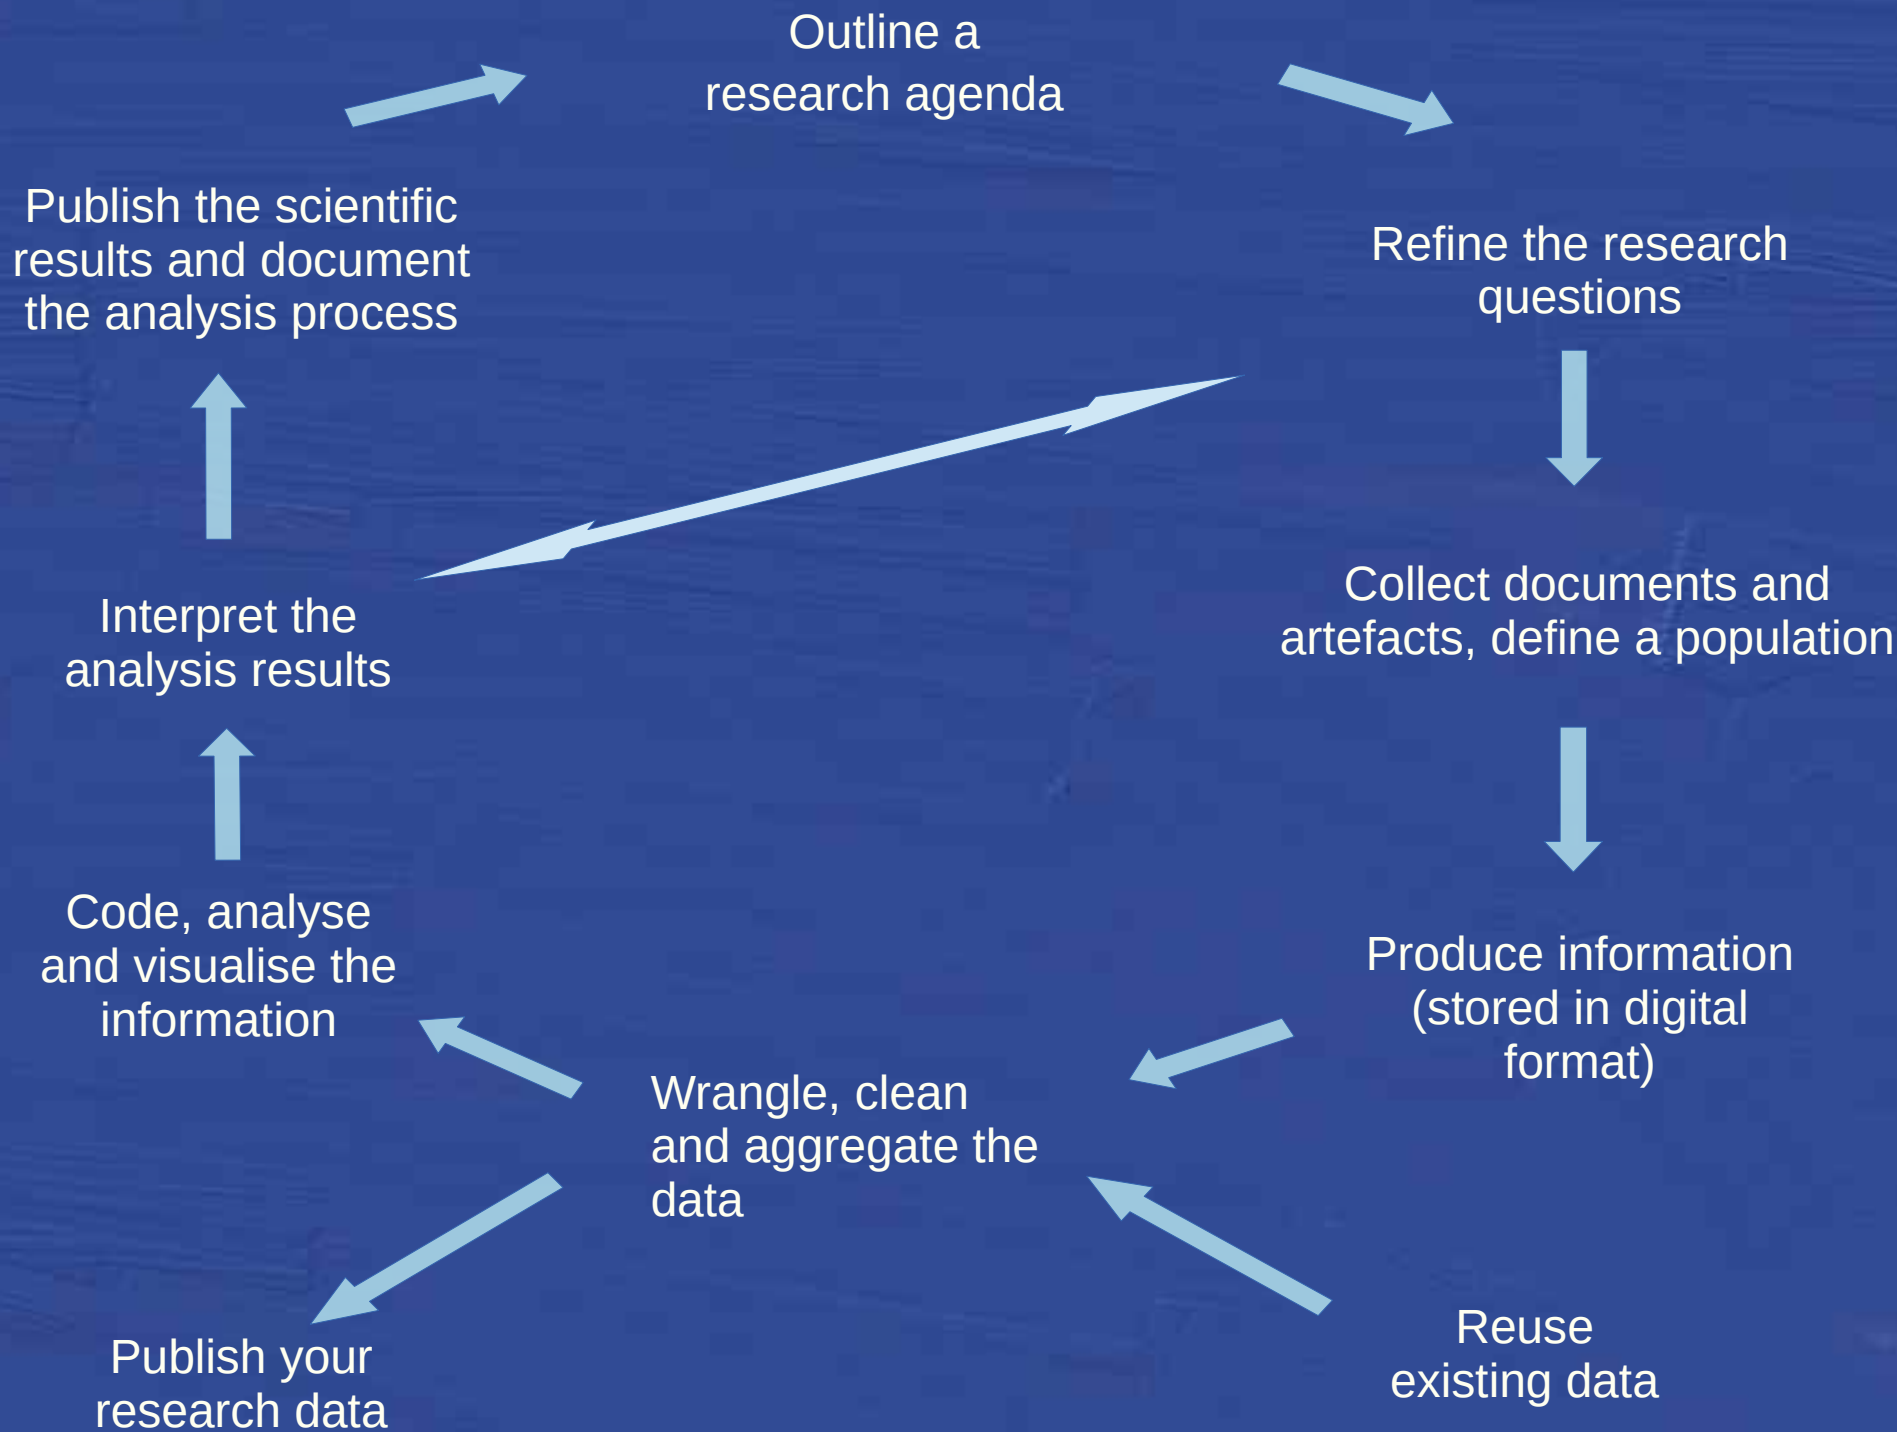 Outline a
research agenda
Refine the research
questions
Collect documents and
artefacts, define a population
Produce information
(stored in digital
format)
Reuse
existing data
Wrangle, clean
and aggregate the
data
Publish your
research data
Code, analyse
and visualise the
information
Interpret the
analysis results
Publish the scientific
results and document
the analysis process